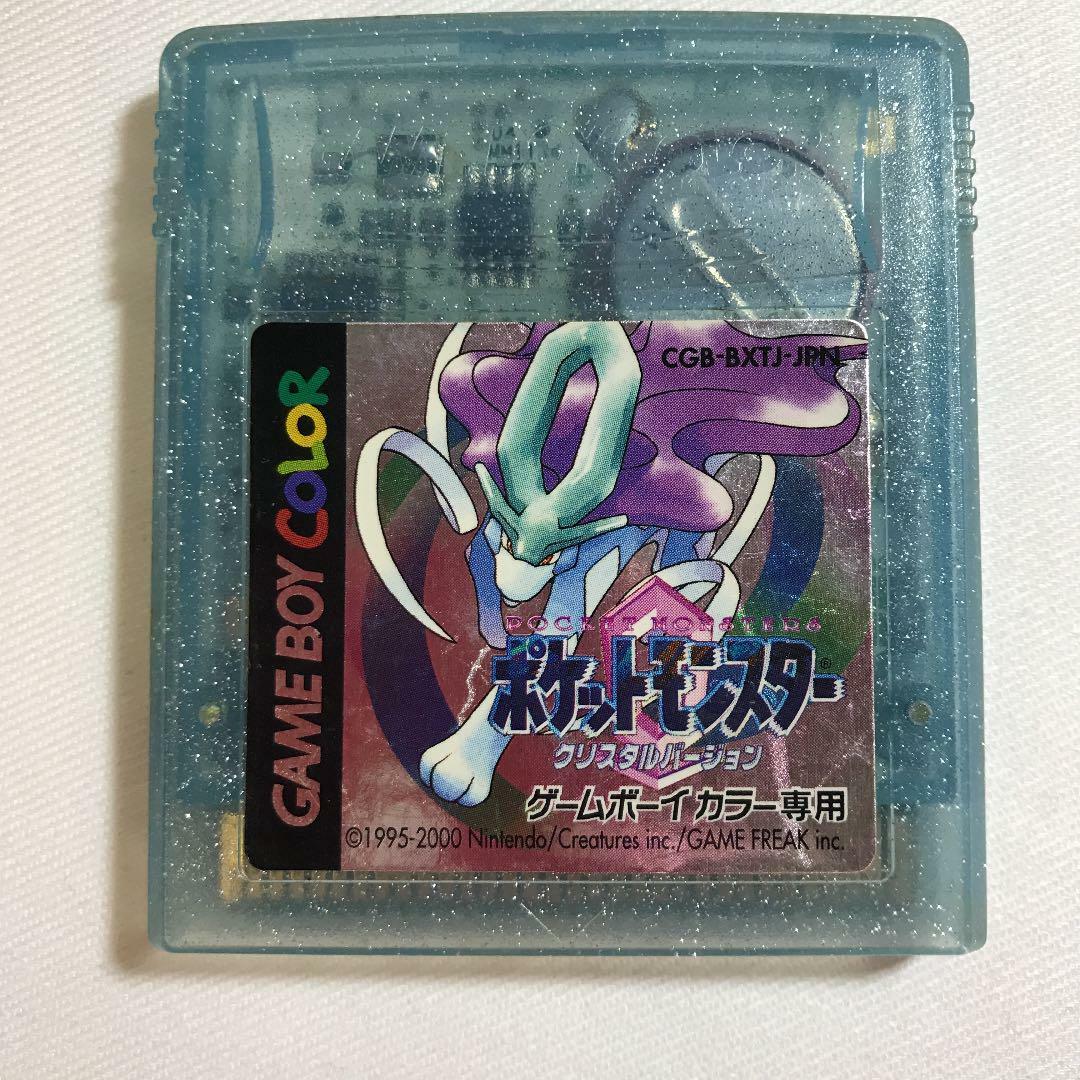 U4
CGB-BXTJ-JPN
GAME BOY COLOR
POCKET MONSTERS
ポケットモンスター®
クリスタルバージョン
ゲームボーイカラー専用
©1995-2000 Nintendo/Creatures inc./GAME FREAK inc.